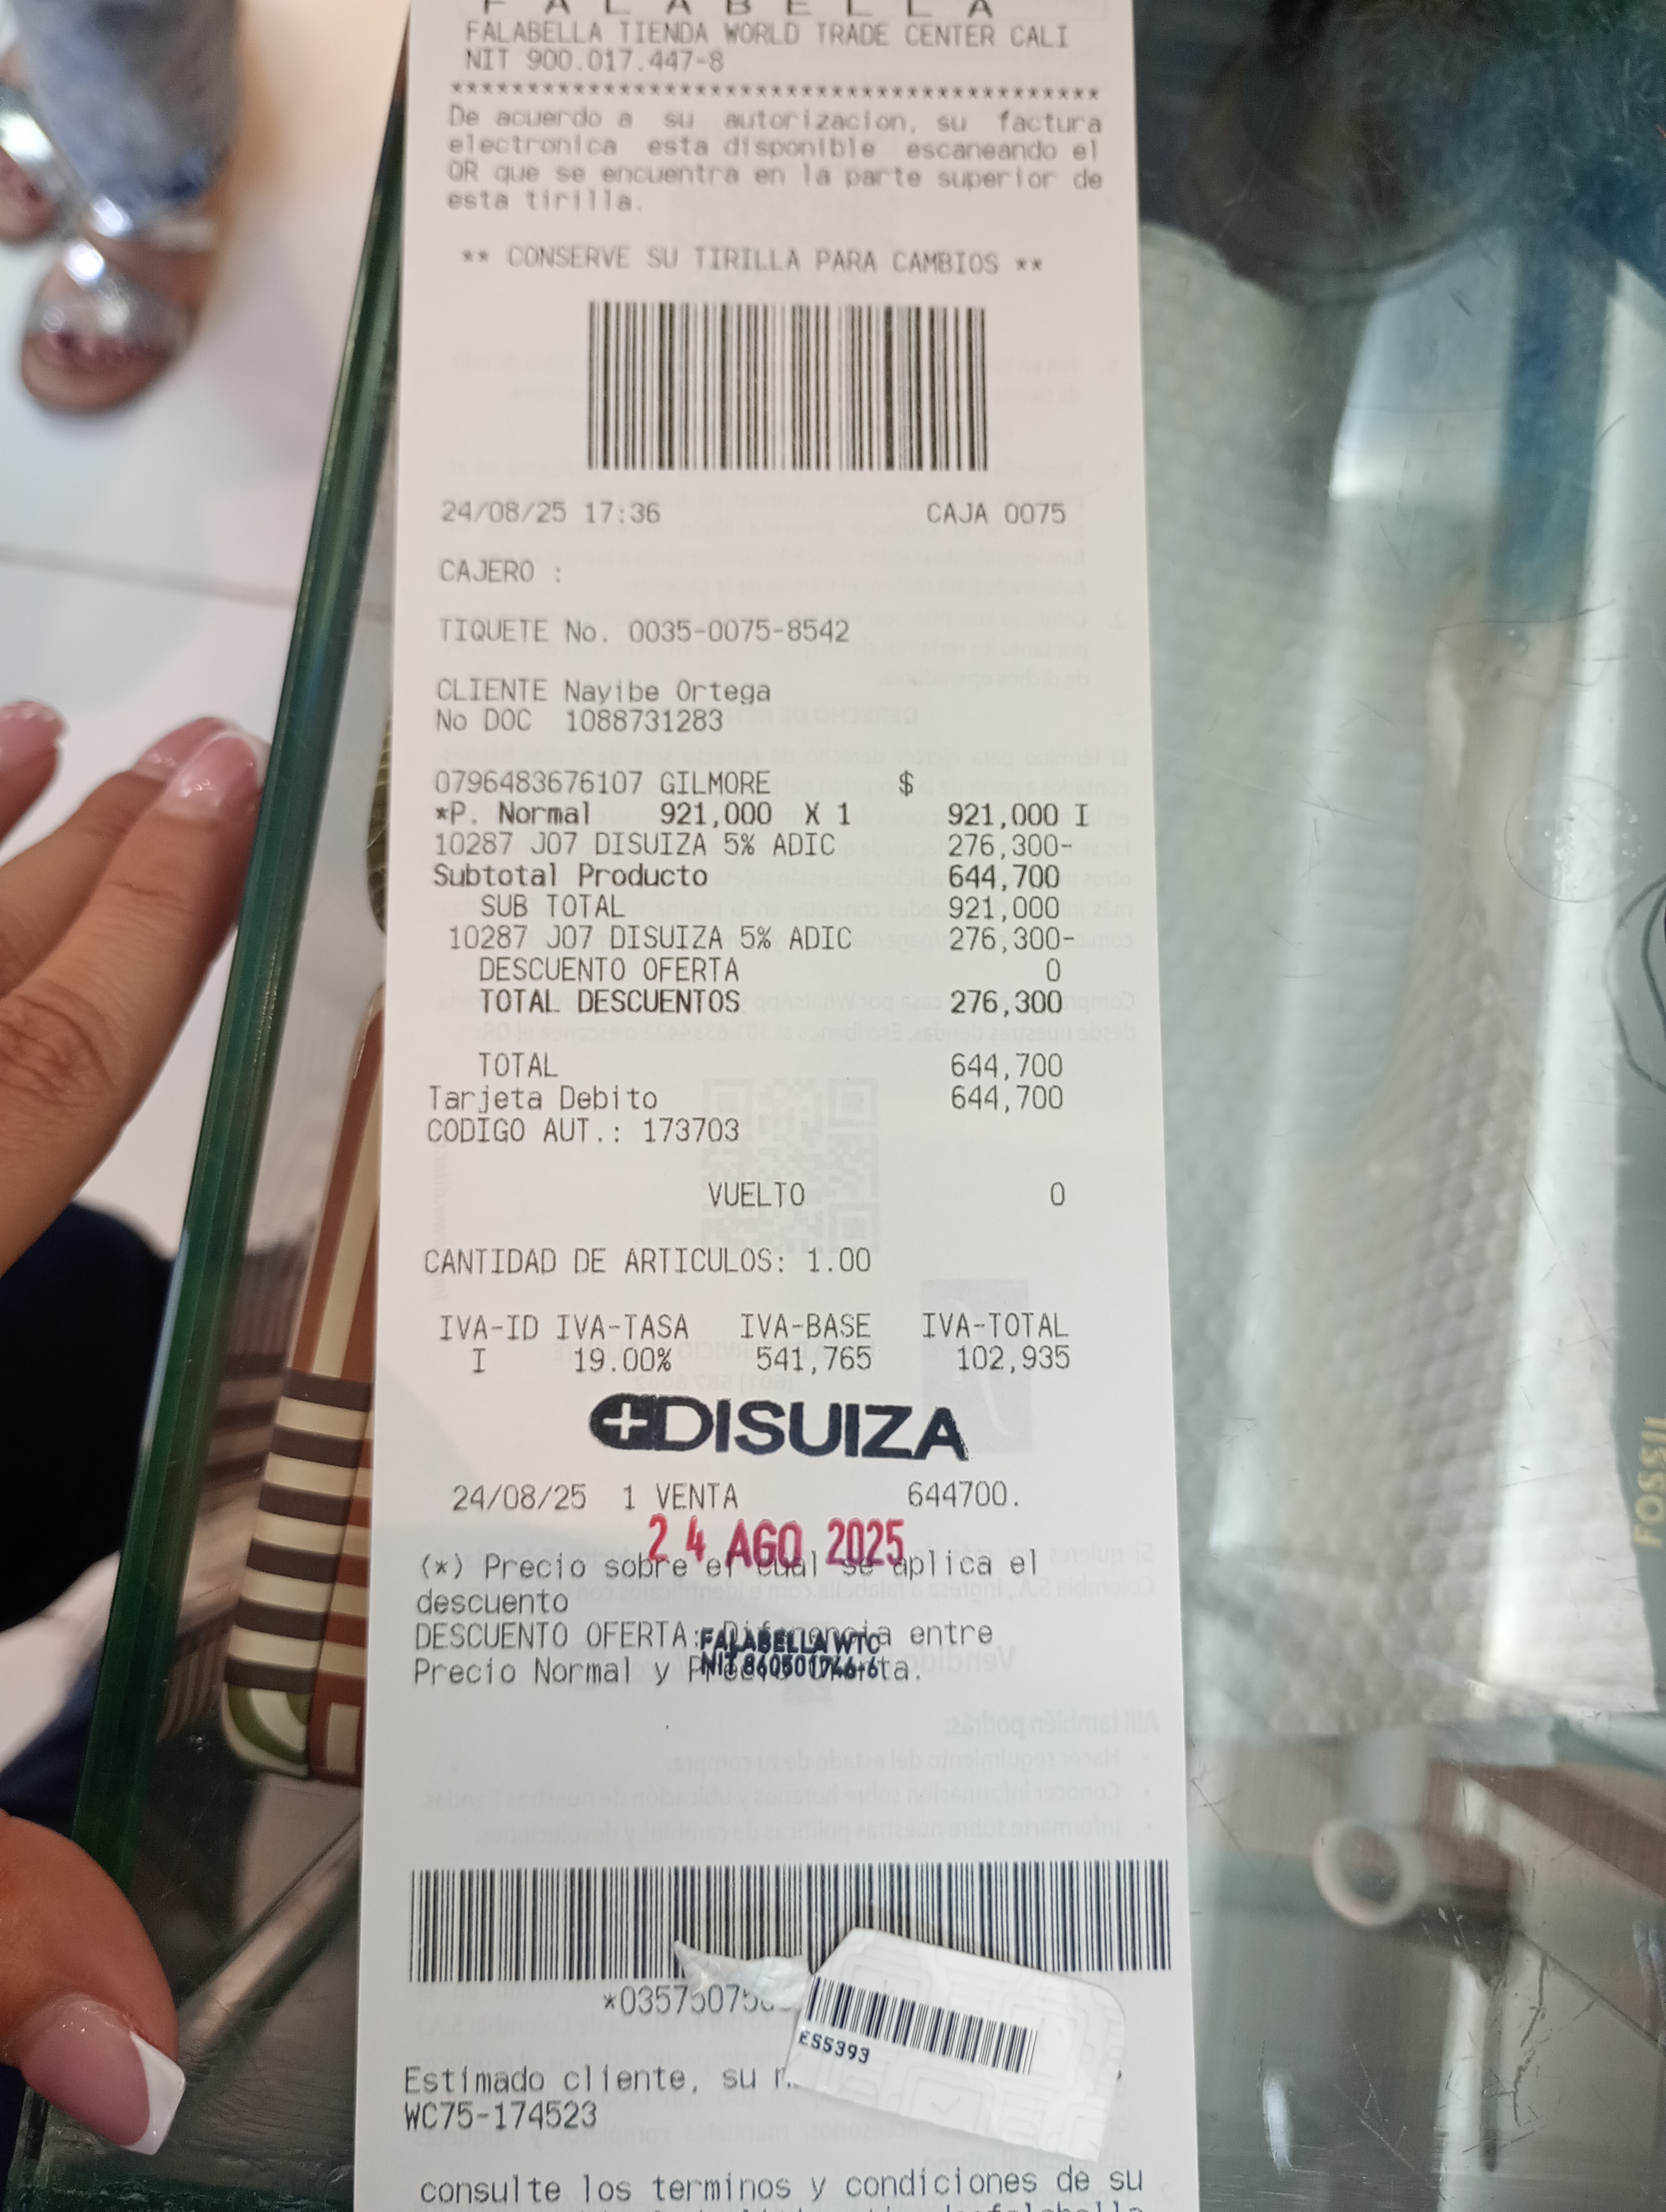 FALABELLA
FALABELLA TIENDA WORLD TRADE CENTER CALI
NIT 900.017.447-8
De acuerdo a su autorizacion, su factura
electronica esta disponible escaneando el
QR que se encuentra en la parte superior de
esta tirilla.
** CONSERVE SU TIRILLA PARA CAMBIOS **
24/08/25 17:36 CAJA 0075
CAJERO :
TIQUETE No. 0035-0075-8542
CLIENTE Nayibe Ortega
No DOC 1088731283
0796483676107 GILMORE $
*P. Normal 921,000 X 1 921,000 I
10287 J07 DISUIZA 5% ADIC 276,300-
Subtotal Producto 644,700
SUB TOTAL 921,000
10287 J07 DISUIZA 5% ADIC 276,300-
DESCUENTO OFERTA 0
TOTAL DESCUENTOS 276,300
TOTAL 644,700
Tarjeta Debito 644,700
CODIGO AUT.: 173703
VUELTO 0
CANTIDAD DE ARTICULOS: 1.00
IVA-ID IVA-TASA IVA-BASE IVA-TOTAL
I 19.00% 541,765 102,935
DISUIZA
24/08/25 1 VENTA 644700.
24 AGO 2025
(*) Precio sobre el cual se aplica el
descuento
DESCUENTO OFERTA: Diferencia entre
FALABELLA WTC
Precio Normal y Precio Oferta.
NIT 860501746-6
ES5393
Estimado cliente, su
WC75-174523
consulte los terminos y condiciones de su
FOSSIL